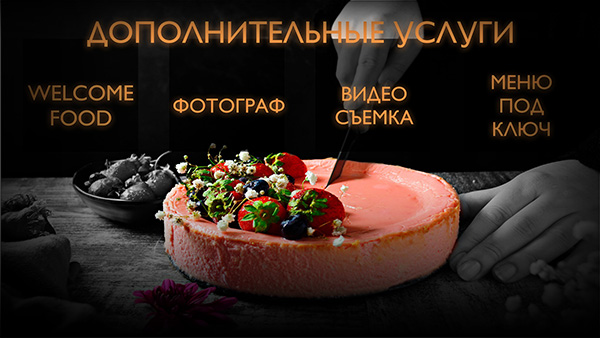 ДОПОЛНИТЕЛЬНЫЕ УСЛУГИ
WELCOME
FOOD
ФОТОГРАФ
ВИДЕО
СЪЕМКА
МЕНЮ
ПОД
КЛЮЧ